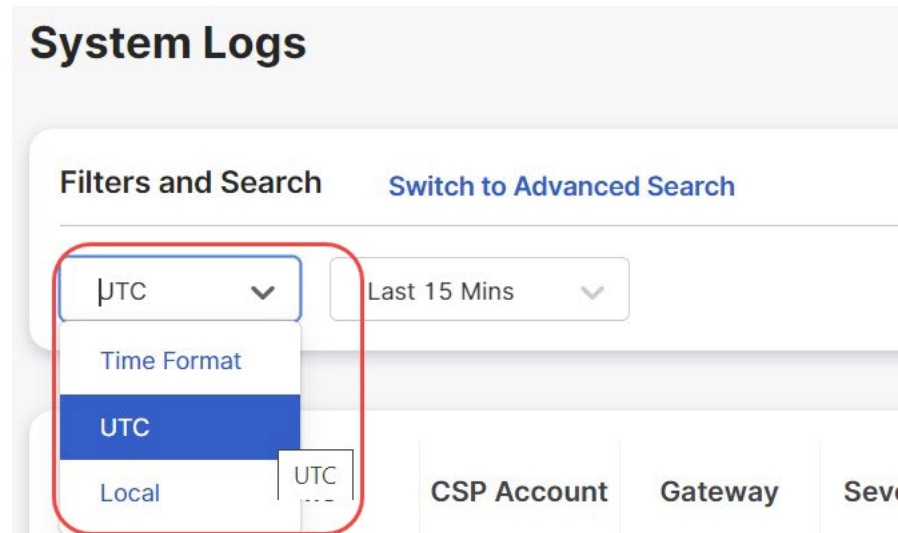 System Logs
Filters and Search Switch to Advanced Search
UTC Last 15 Mins
Time Format
UTC
UTC
Local
CSP Account Gateway